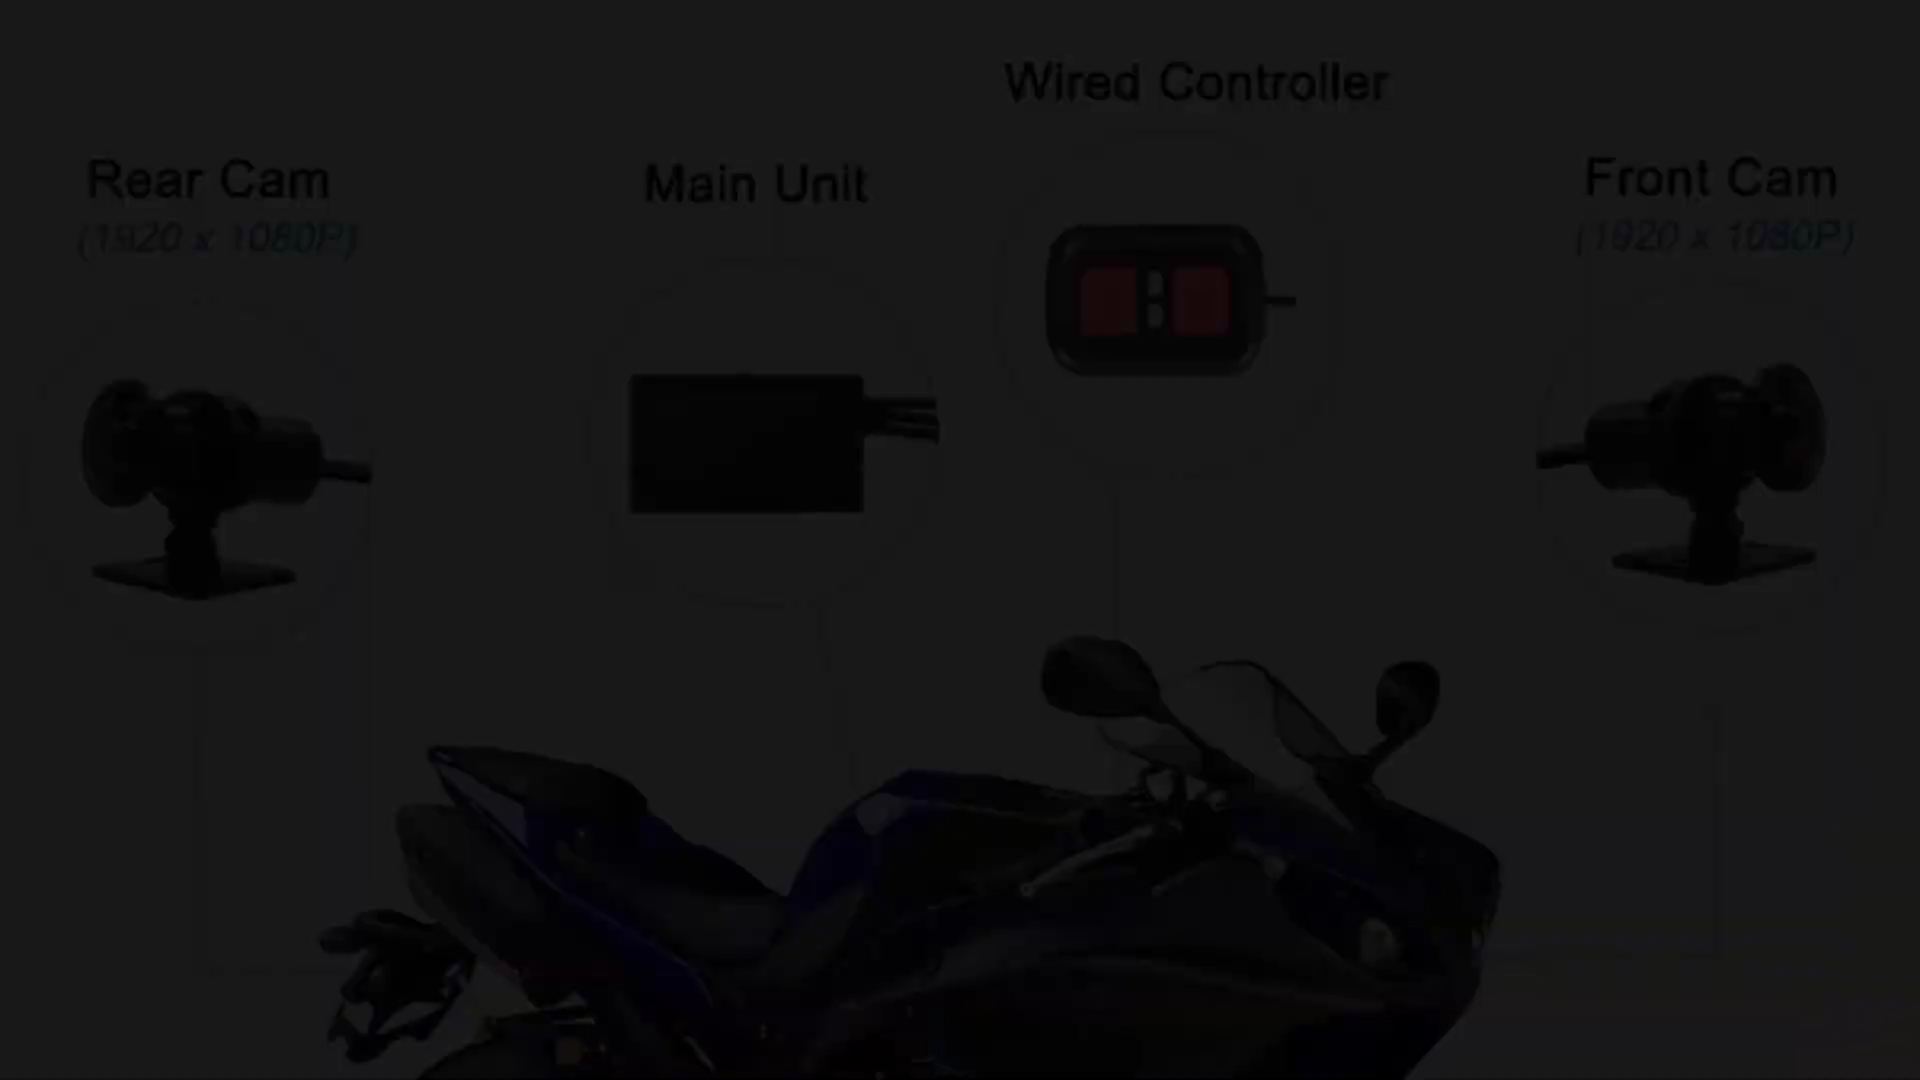 Wired Controller
Rear Cam
(1920 x 1080P)
Main Unit
Front Cam
(1920 x 1080P)